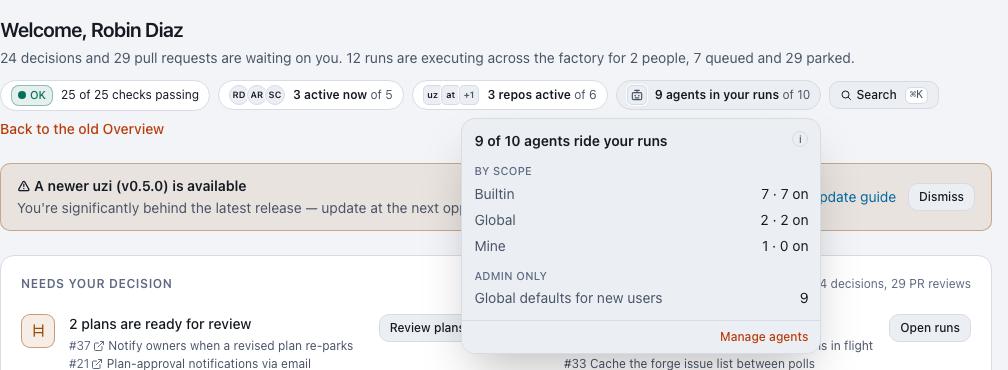 Welcome, Robin Diaz
24 decisions and 29 pull requests are waiting on you. 12 runs are executing across the factory for 2 people, 7 queued and 29 parked.
OK 25 of 25 checks passing
RD AR SC 3 active now of 5
uz at +1 3 repos active of 6
9 agents in your runs of 10
Search ⌘K
Back to the old Overview
9 of 10 agents ride your runs i
BY SCOPE
Builtin 7 · 7 on
Global 2 · 2 on
Mine 1 · 0 on
ADMIN ONLY
Global defaults for new users 9
Manage agents
A newer uzi (v0.5.0) is available
You're significantly behind the latest release — update at the next
guide
Dismiss
NEEDS YOUR DECISION
decisions, 29 PR reviews
2 plans are ready for review
Review plans
#37 Notify owners when a revised plan re-parks
#21 Plan-approval notifications via email
in flight
Open runs
#33 Cache the forge issue list between polls